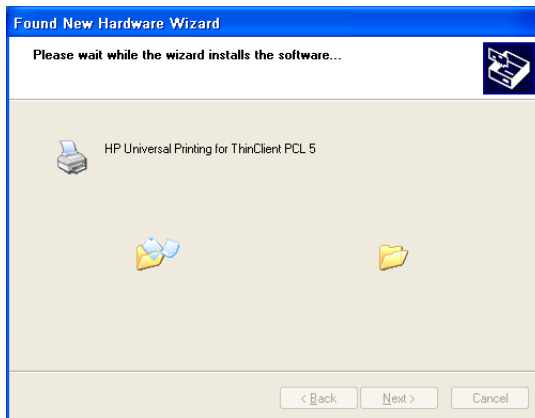 Found New Hardware Wizard
Please wait while the wizard installs the software...
HP Universal Printing for ThinClient PCL 5
< Back
Next >
Cancel